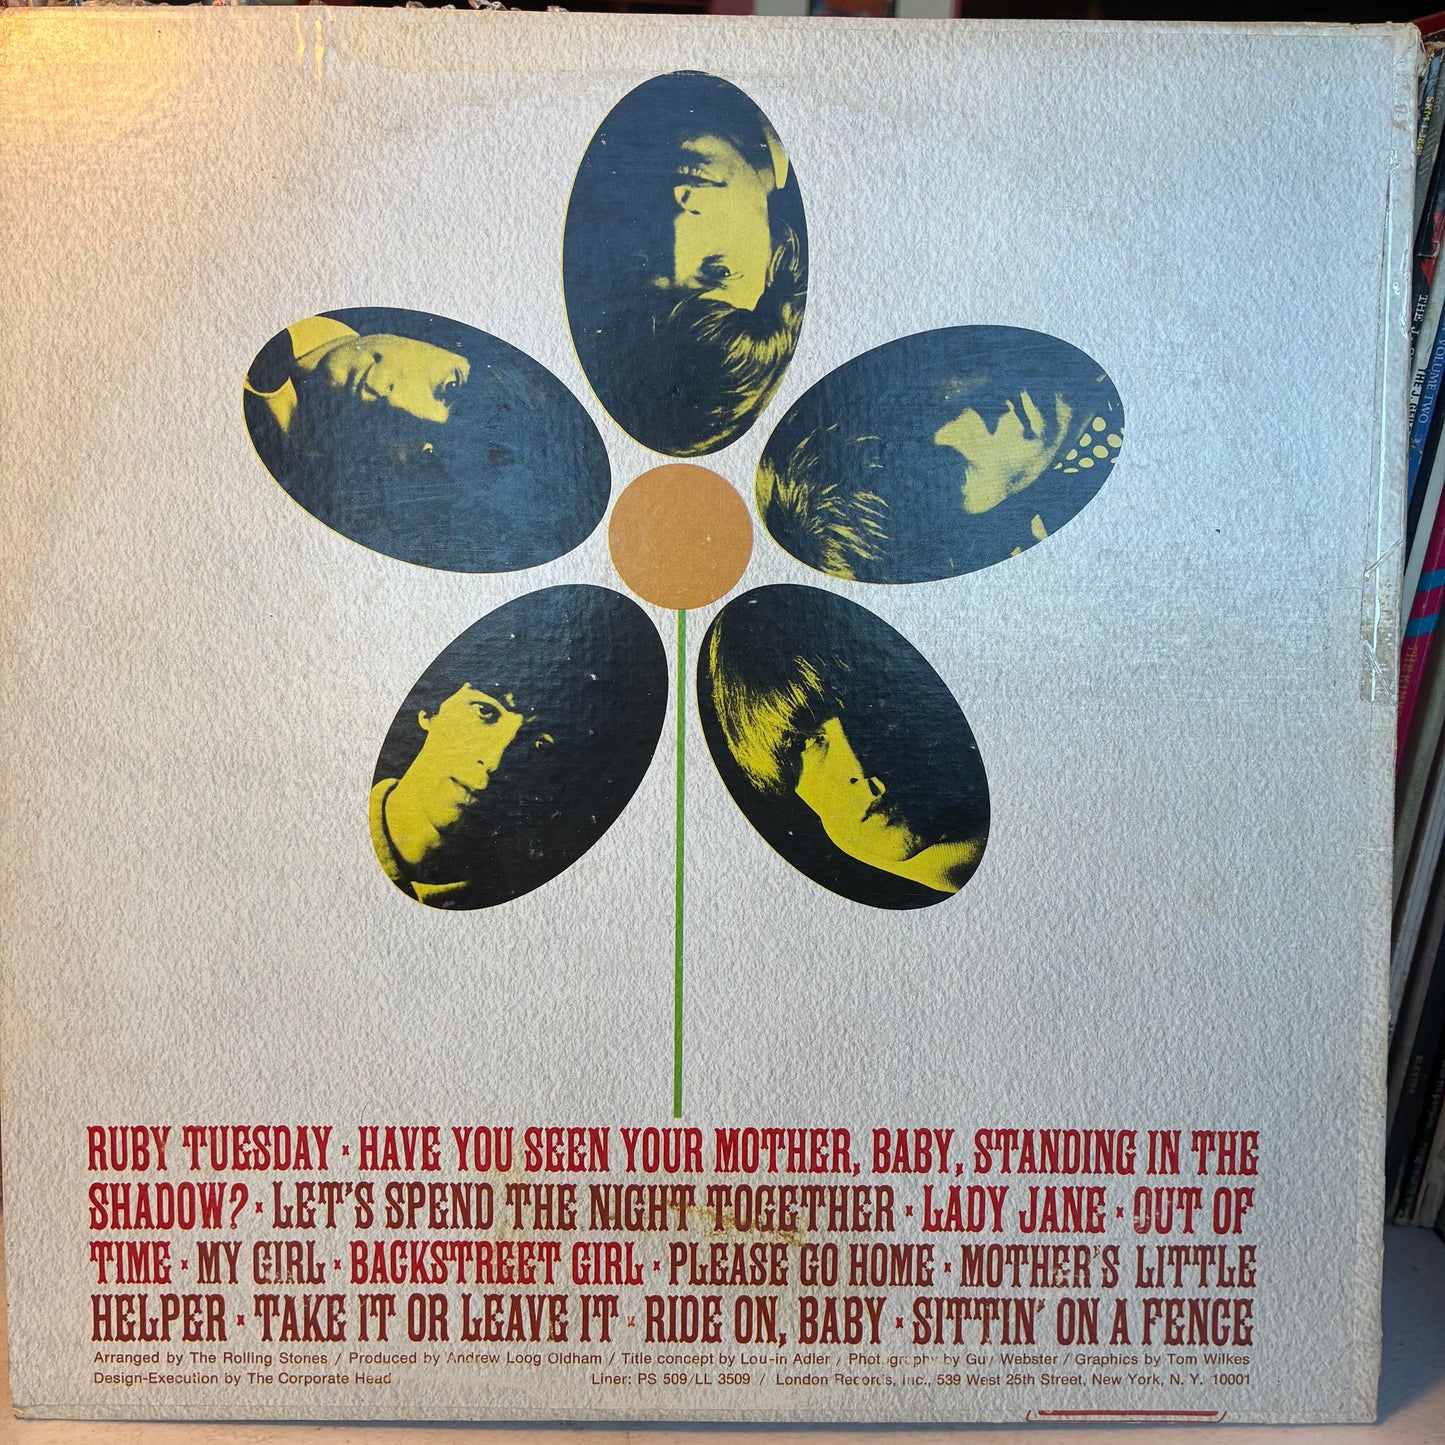 RUBY TUESDAY · HAVE YOU SEEN YOUR MOTHER, BABY, STANDING IN THE
SHADOW? · LET'S SPEND THE NIGHT TOGETHER · LADY JANE · OUT OF
TIME · MY GIRL · BACKSTREET GIRL · PLEASE GO HOME · MOTHER'S LITTLE
HELPER · TAKE IT OR LEAVE IT · RIDE ON, BABY · SITTIN' ON A FENCE
Arranged by The Rolling Stones / Produced by Andrew Loog Oldham / Title concept by Lou-in Adler / Photography by Guy Webster / Graphics by Tom Wilkes
Design-Execution by The Corporate Head Liner: PS 509/LL 3509 / London Records, Inc., 539 West 25th Street, New York, N. Y. 10001
VOLUME TWO
THE J.
ELEKTRA